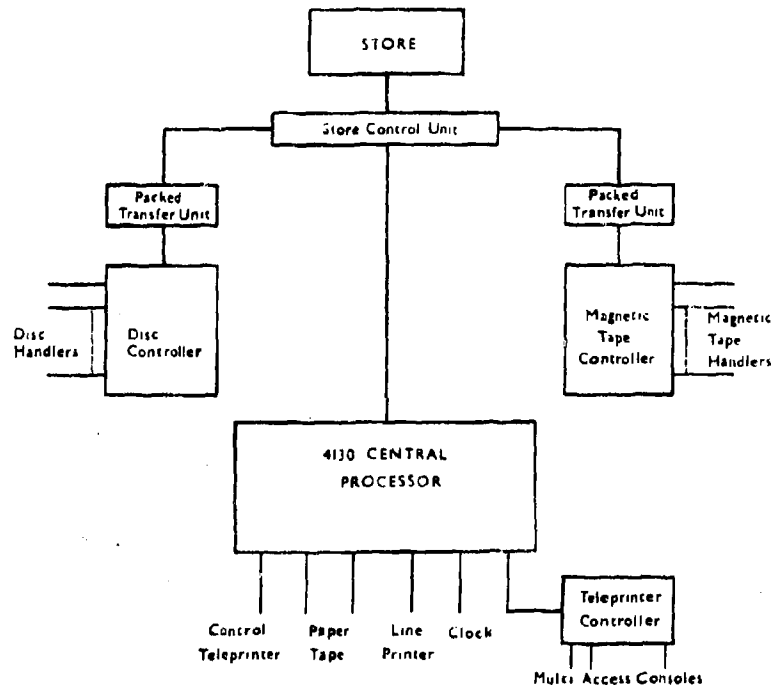 STORE
Store Control Unit
Packed
Transfer Unit
Packed
Transfer Unit
Disc
Handlers
Disc
Controller
Magnetic
Tape
Controller
Magnetic
Tape
Handlers
4130 CENTRAL
PROCESSOR
Control
Teleprinter
Paper
Tape
Line
Printer
Clock
Teleprinter
Controller
Multi Access Consoles